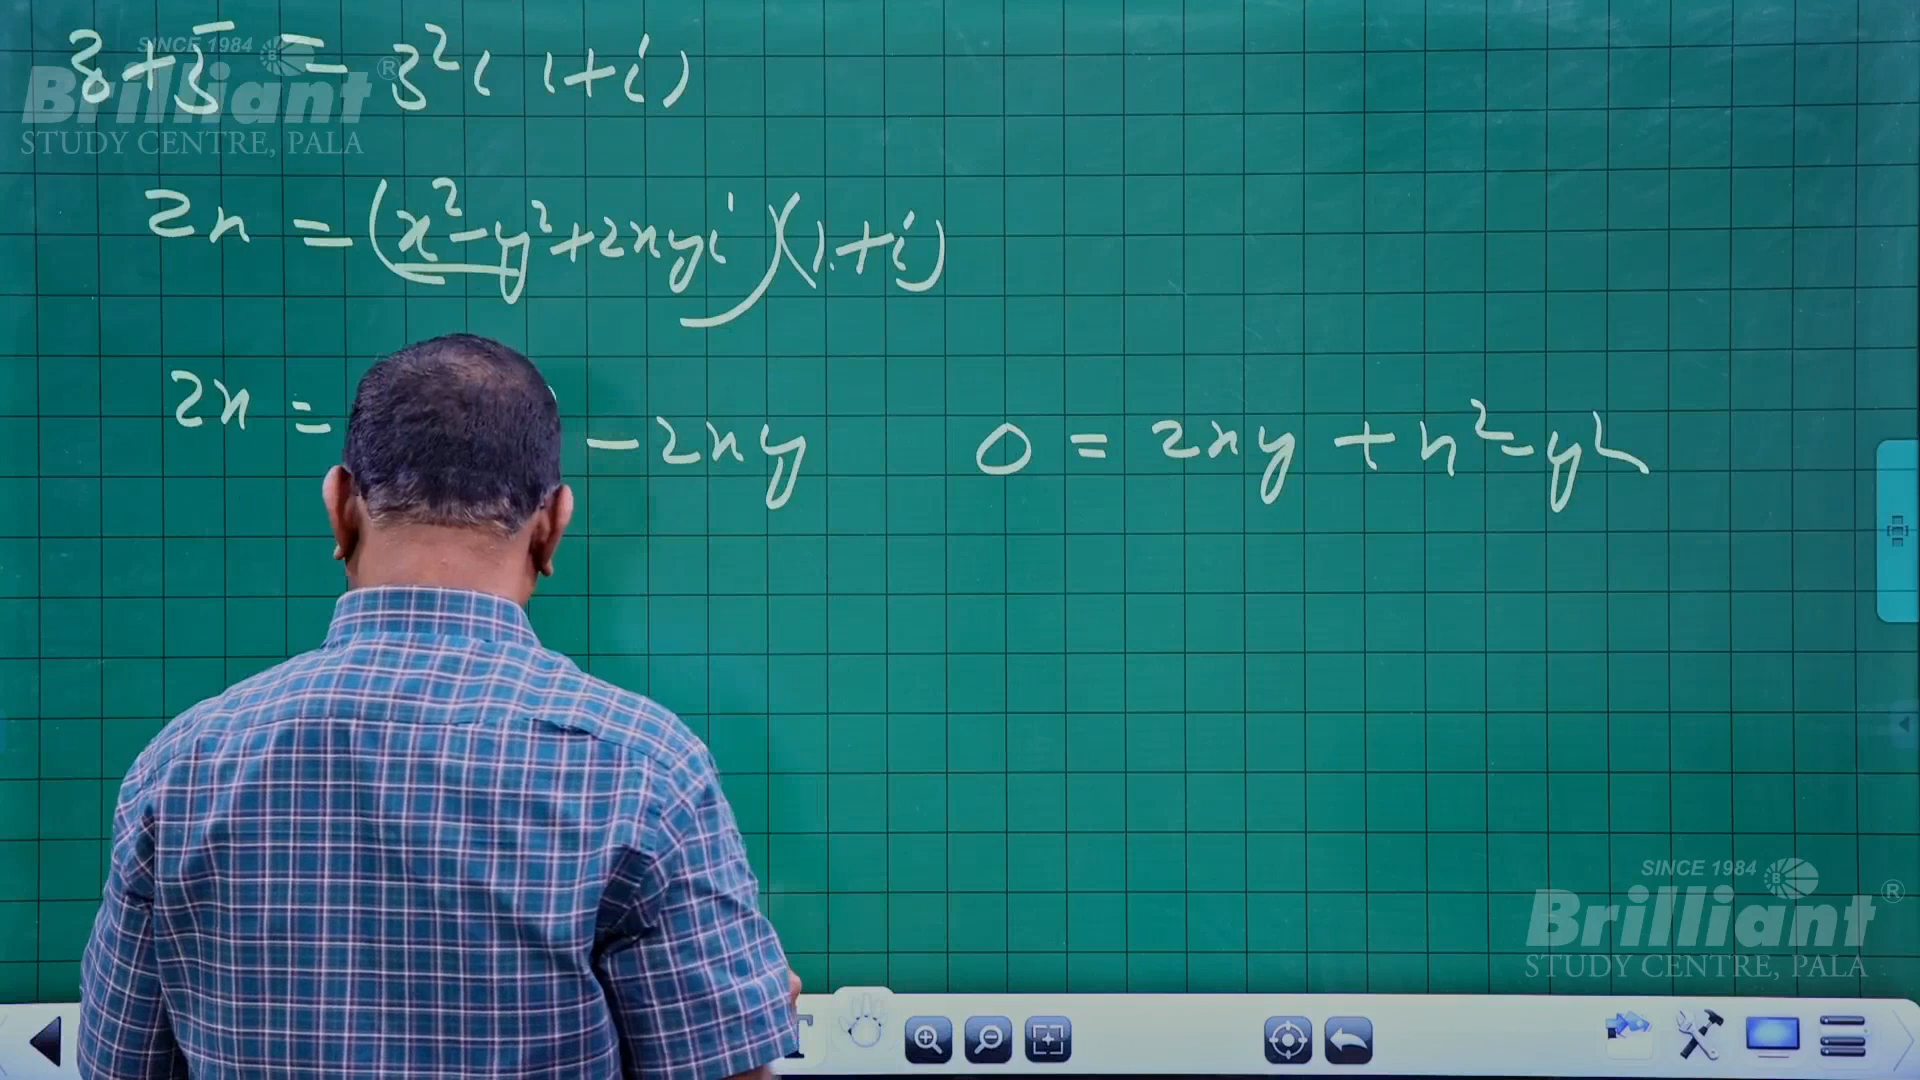 z + z̅ = z²(1+i)
2x = (x²-y²+2xyi)(1+i)
2x = - 2xy 0 = 2xy + x²-y²
SINCE 1984
Brilliant®
STUDY CENTRE, PALA
SINCE 1984
Brilliant®
STUDY CENTRE, PALA